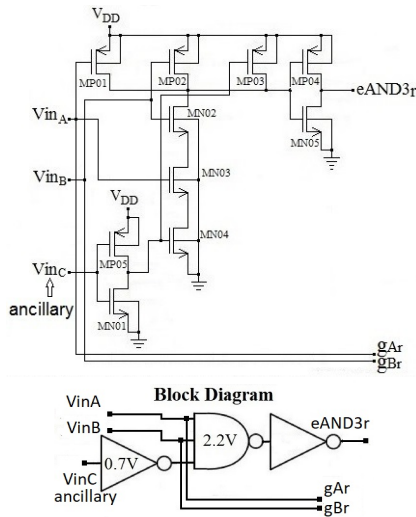 VDD
MP01
MP02
MP03
MP04
eAND3r
VinA
MN02
MN05
VinB
MN03
VDD
MN04
VinC
MP05
ancillary
MN01
gAr
gBr
Block Diagram
VinA
VinB
eAND3r
2.2V
0.7V
VinC
ancillary
gAr
gBr